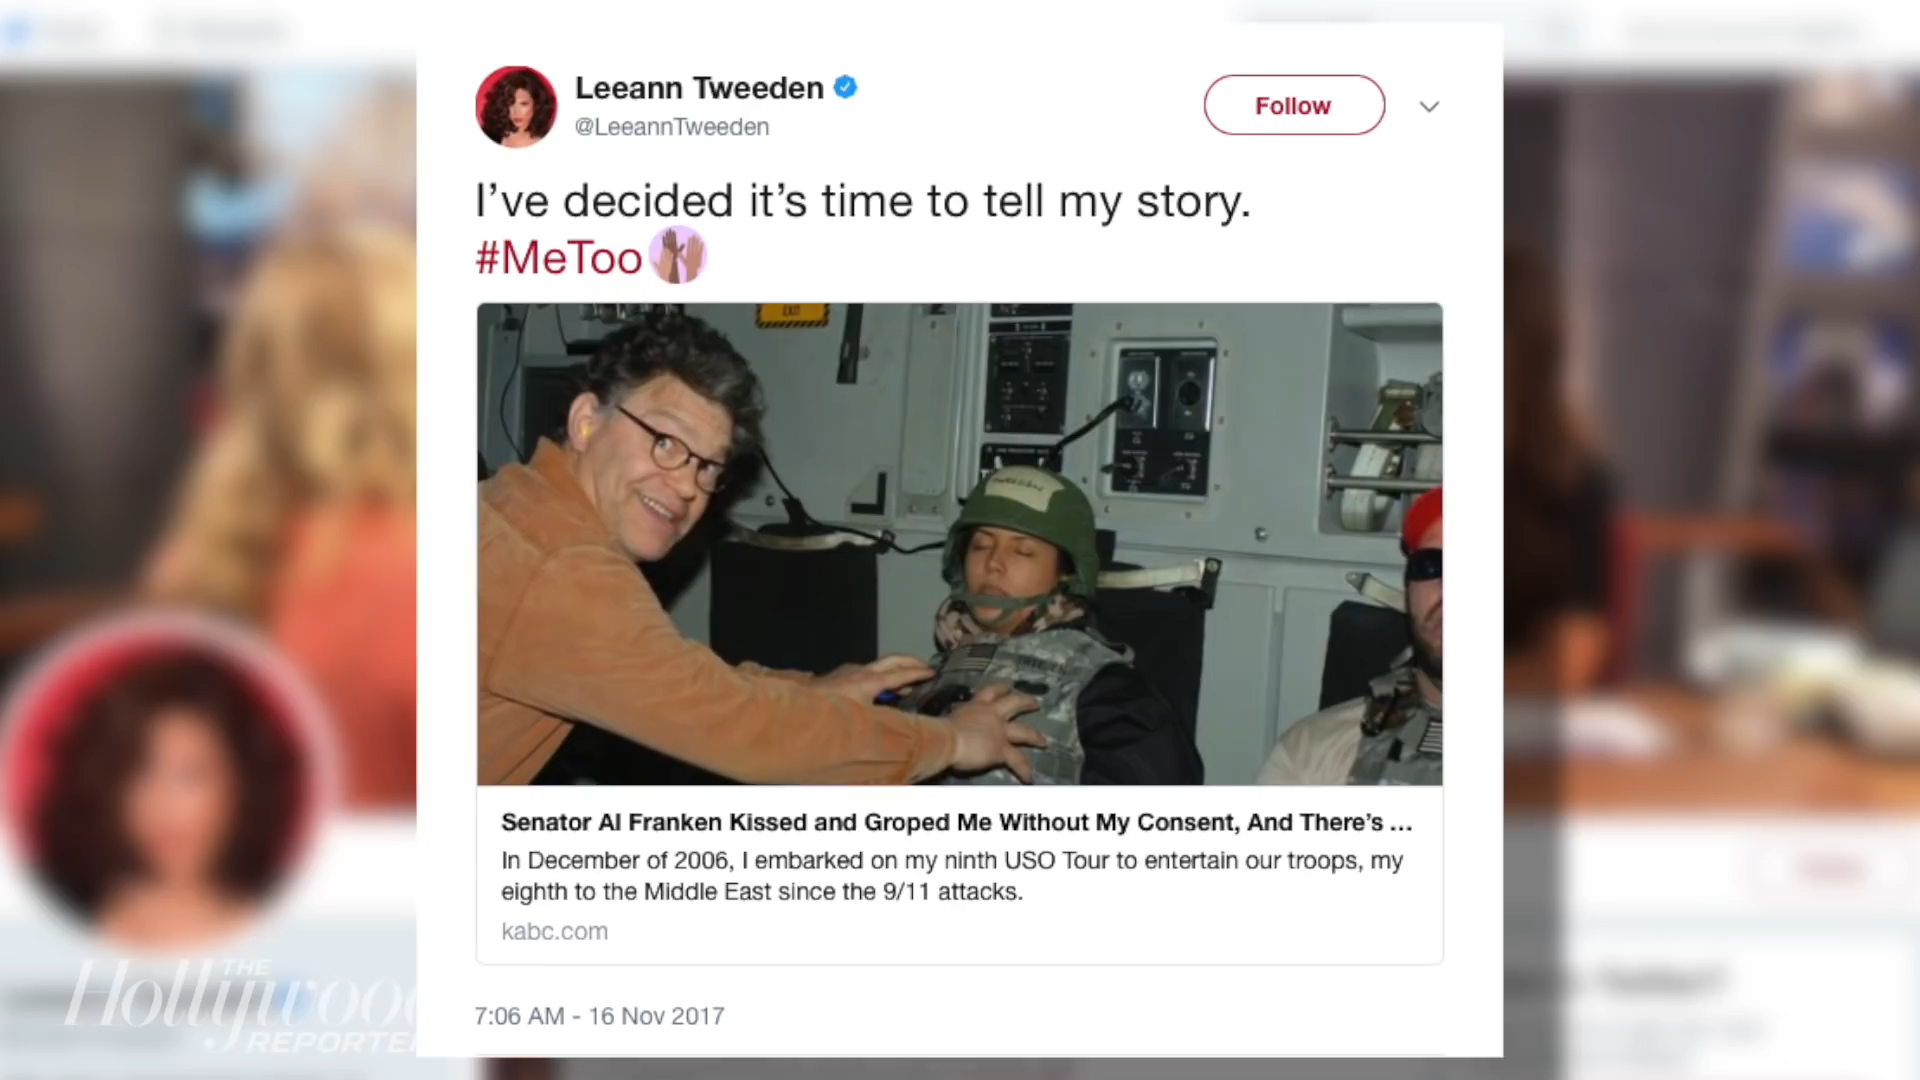 Leeann Tweeden
@LeeannTweeden
Follow
I've decided it's time to tell my story.
#MeToo
EXIT
Senator Al Franken Kissed and Groped Me Without My Consent, And There's ...
In December of 2006, I embarked on my ninth USO Tour to entertain our troops, my
eighth to the Middle East since the 9/11 attacks.
kabc.com
7:06 AM - 16 Nov 2017
THE
Hollywoo
REPORTE